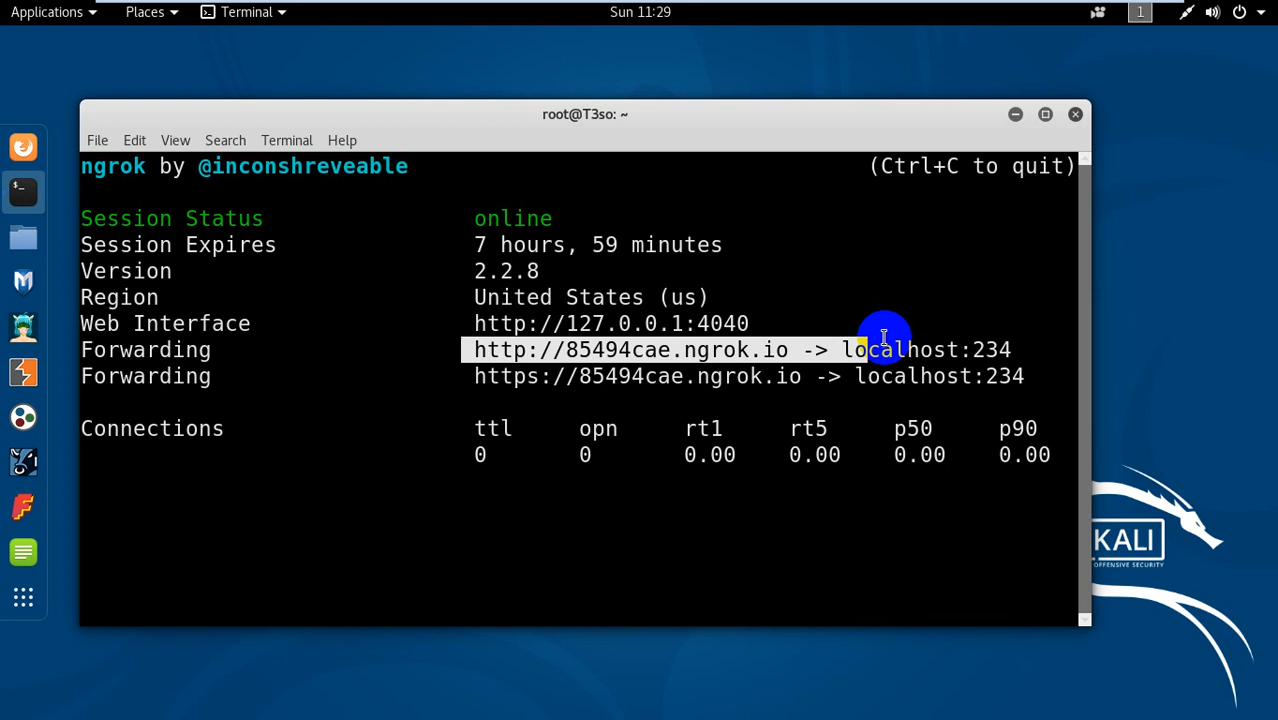 Applications Places Terminal Sun 11:29 1
root@T3so: ~
File Edit View Search Terminal Help
ngrok by @inconshreveable (Ctrl+C to quit)
Session Status online
Session Expires 7 hours, 59 minutes
Version 2.2.8
Region United States (us)
Web Interface http://127.0.0.1:4040
Forwarding http://85494cae.ngrok.io -> localhost:234
Forwarding https://85494cae.ngrok.io -> localhost:234
Connections ttl opn rt1 rt5 p50 p90
0 0 0.00 0.00 0.00 0.00
KALI
OFFENSIVE SECURITY